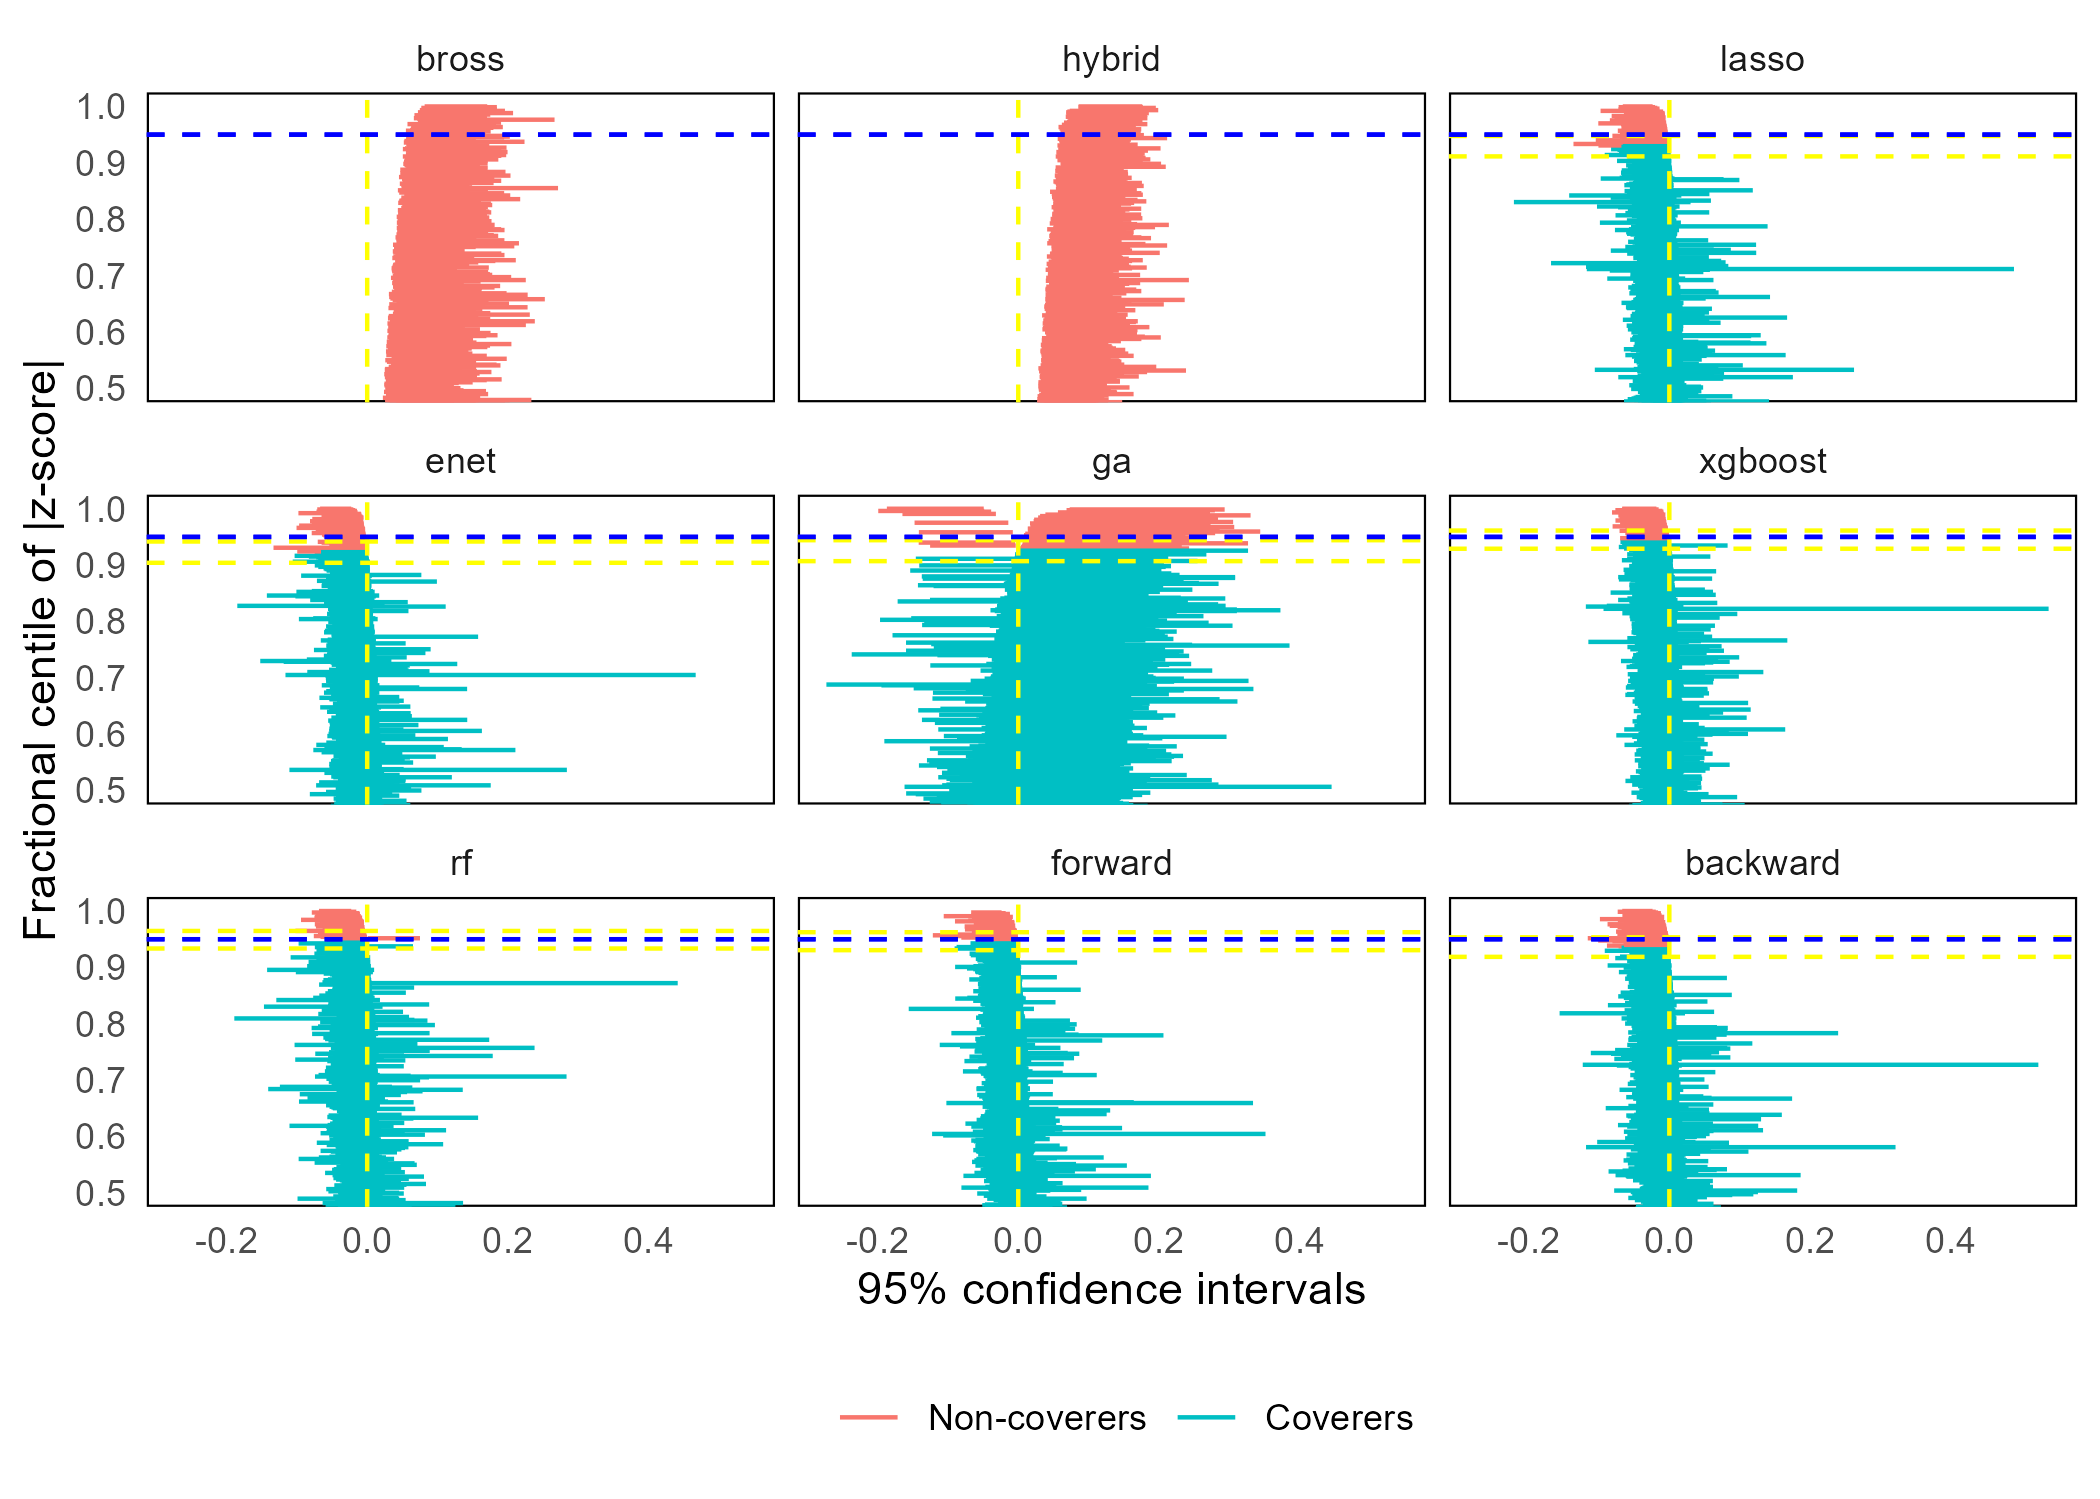 bross hybrid lasso
1.0
0.9
0.8
0.7
0.6
0.5
enet ga xgboost
1.0
0.9
0.8
0.7
0.6
0.5
rf forward backward
1.0
0.9
0.8
0.7
0.6
0.5
-0.2 0.0 0.2 0.4 -0.2 0.0 0.2 0.4 -0.2 0.0 0.2 0.4
Fractional centile of |z-score|
95% confidence intervals
Non-coverers Coverers